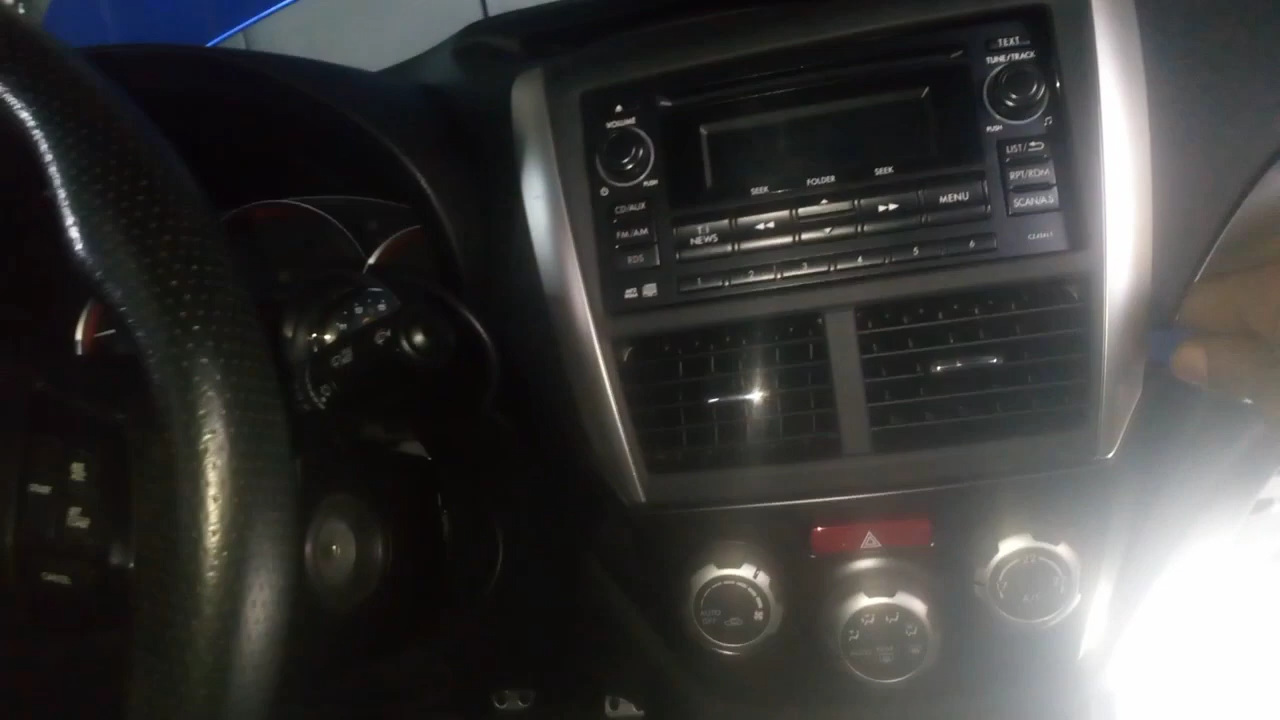 TEXT
TUNE/TRACK
VOLUME
PUSH
PUSH
LIST/
SEEK
FOLDER
SEEK
RPT/RDM
CD/AUX
MENU
SCAN/A.S
FM/AM
NEWS
RDS
1 2 3 4 5 6
AUTO
OFF
CANCEL